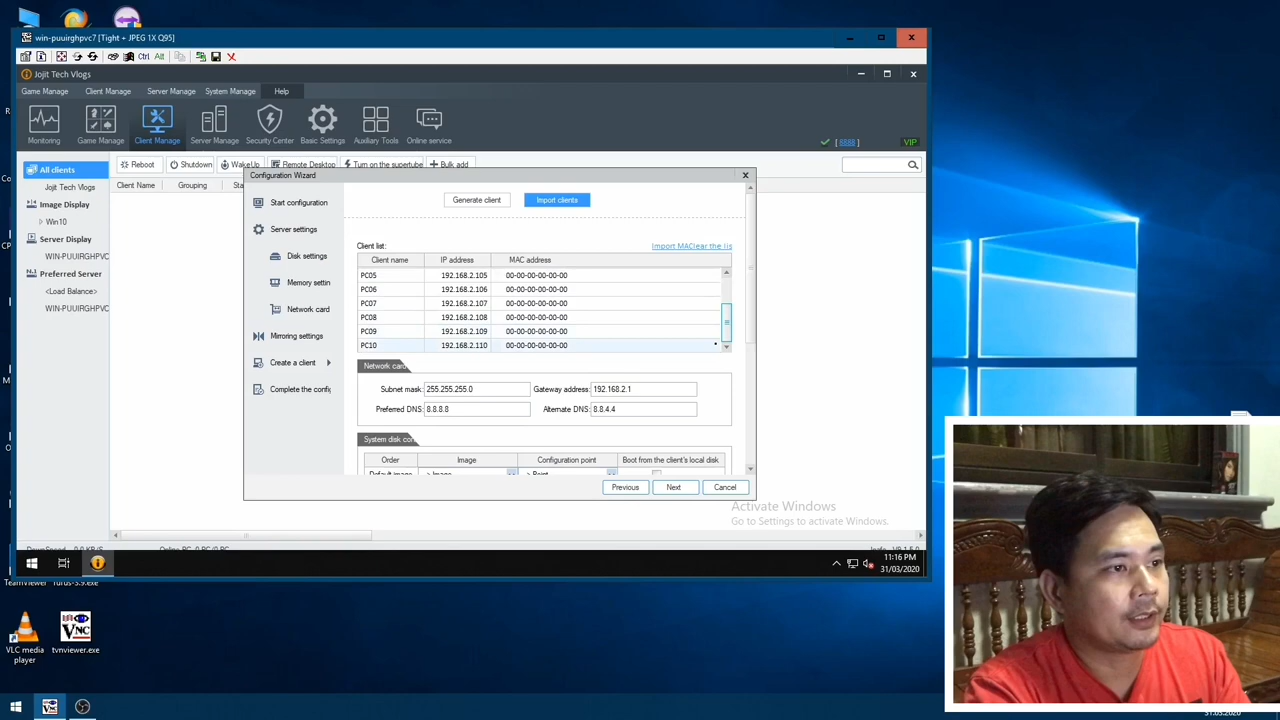 win-puuirghpvc7 [Tight + JPEG 1X Q95]
Ctrl Alt
Jojit Tech Vlogs
Game Manage Client Manage Server Manage System Manage Help
Monitoring Game Manage Client Manage Server Manage Security Center Basic Settings Auxiliary Tools Online service
[ 8888 ] VIP
All clients
Reboot Shutdown WakeUp Remote Desktop Turn on the supertube Bulk add
Client Name Grouping Sta
Jojit Tech Vlogs
Image Display
Win10
Server Display
WIN-PUUIRGHPVC
Preferred Server
<Load Balance>
WIN-PUUIRGHPVC
Configuration Wizard
Start configuration
Server settings
Disk settings
Memory settin
Network card
Mirroring settings
Create a client
Complete the config
Generate client Import clients
Client list:
Import MAClear the lis
Client name IP address MAC address
PC05 192.168.2.105 00-00-00-00-00-00
PC06 192.168.2.106 00-00-00-00-00-00
PC07 192.168.2.107 00-00-00-00-00-00
PC08 192.168.2.108 00-00-00-00-00-00
PC09 192.168.2.109 00-00-00-00-00-00
PC10 192.168.2.110 00-00-00-00-00-00
Network card
Subnet mask: 255.255.255.0 Gateway address: 192.168.2.1
Preferred DNS: 8.8.8.8 Alternate DNS: 8.8.4.4
System disk con
Order Image Configuration point Boot from the client's local disk
Default image
Previous Next Cancel
Activate Windows
Go to Settings to activate Windows.
11:16 PM
31/03/2020
TeamViewer
VLC media player
tvnviewer.exe